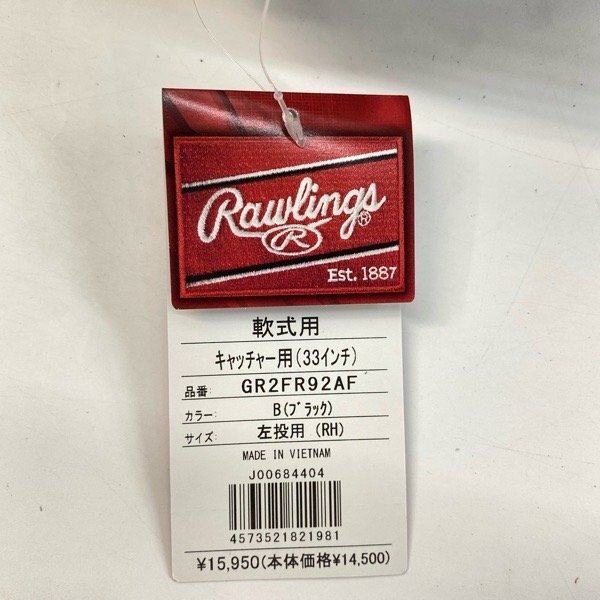 Rawlings®
R
Est. 1887
軟式用
キャッチャー用(33インチ)
品番: GR2FR92AF
カラー: B(ﾌﾞﾗｯｸ)
サイズ: 左投用 (RH)
MADE IN VIETNAM
J00684404
4573521821981
¥15,950(本体価格¥14,500)